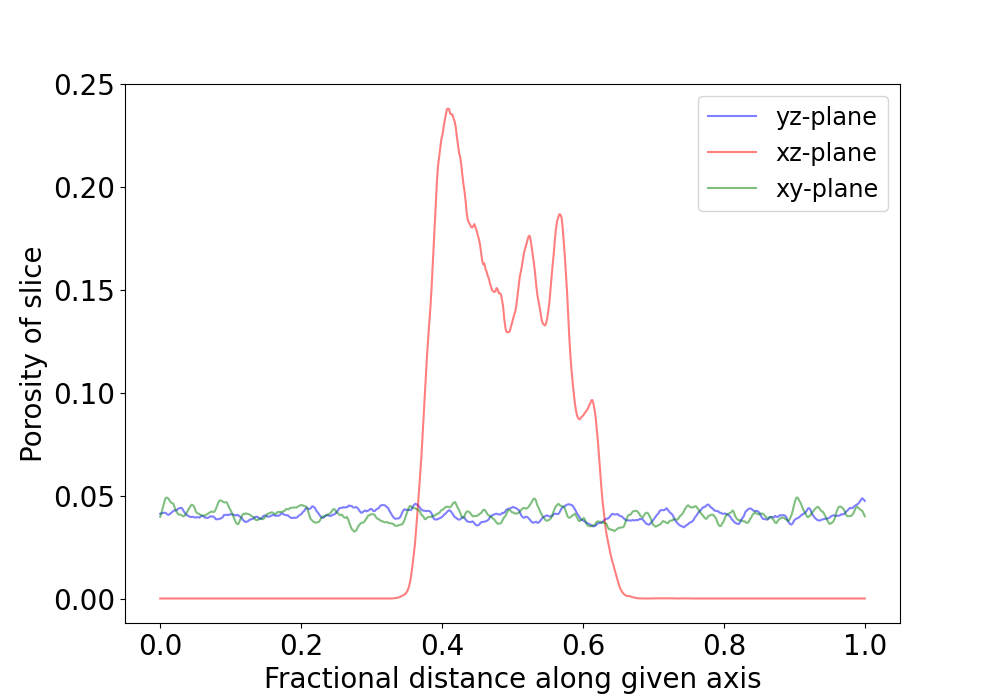 0.25
0.20
0.15
0.10
0.05
0.00
Porosity of slice
yz-plane
xz-plane
xy-plane
0.0 0.2 0.4 0.6 0.8 1.0
Fractional distance along given axis